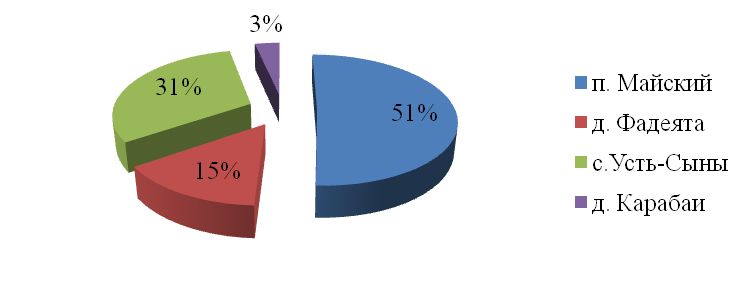 3%
31%
51%
15%
п. Майский
д. Фадеята
с.Усть-Сыны
д. Карабаи